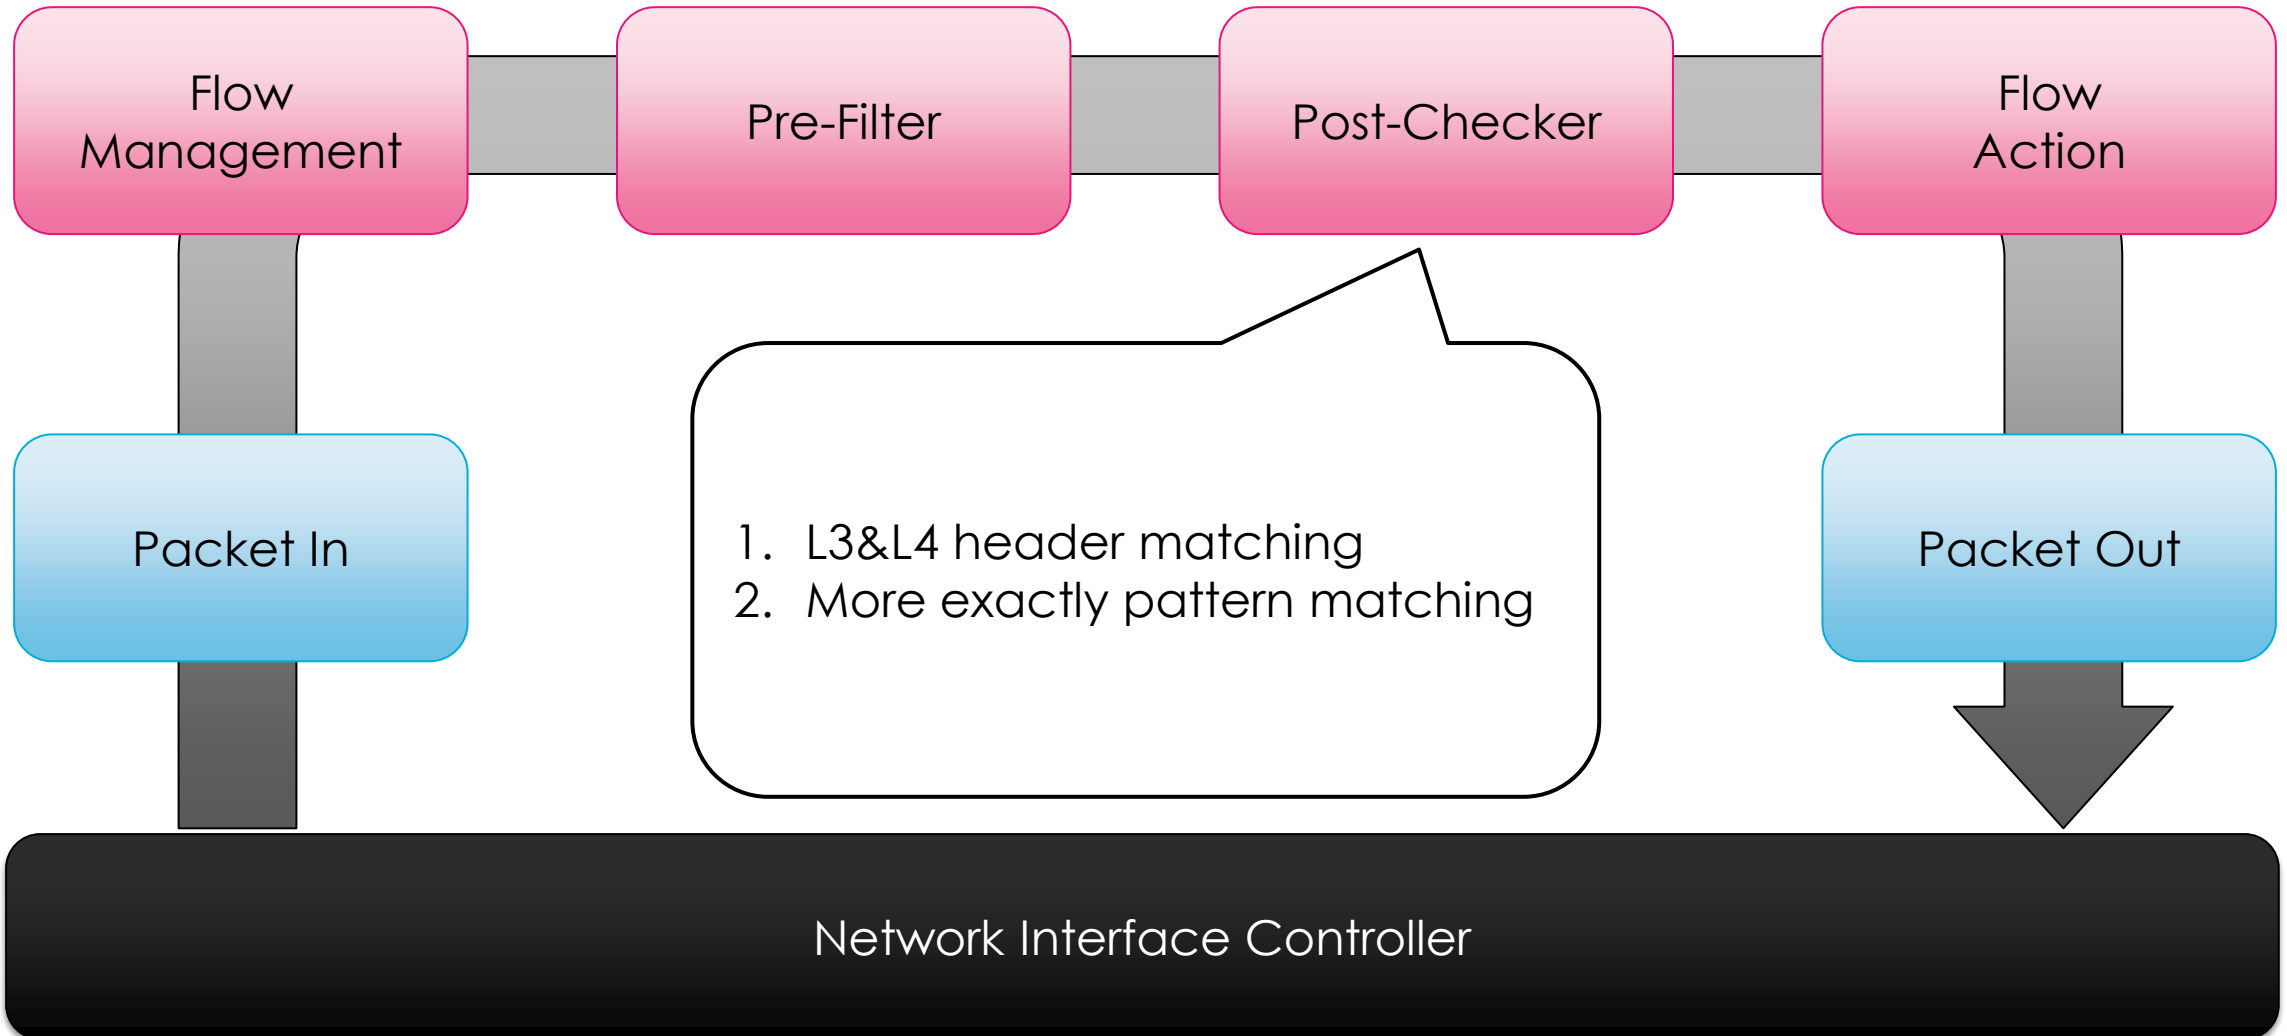 Flow
Management
Pre-Filter
Post-Checker
Flow
Action
Packet In
1. L3&L4 header matching
2. More exactly pattern matching
Packet Out
Network Interface Controller